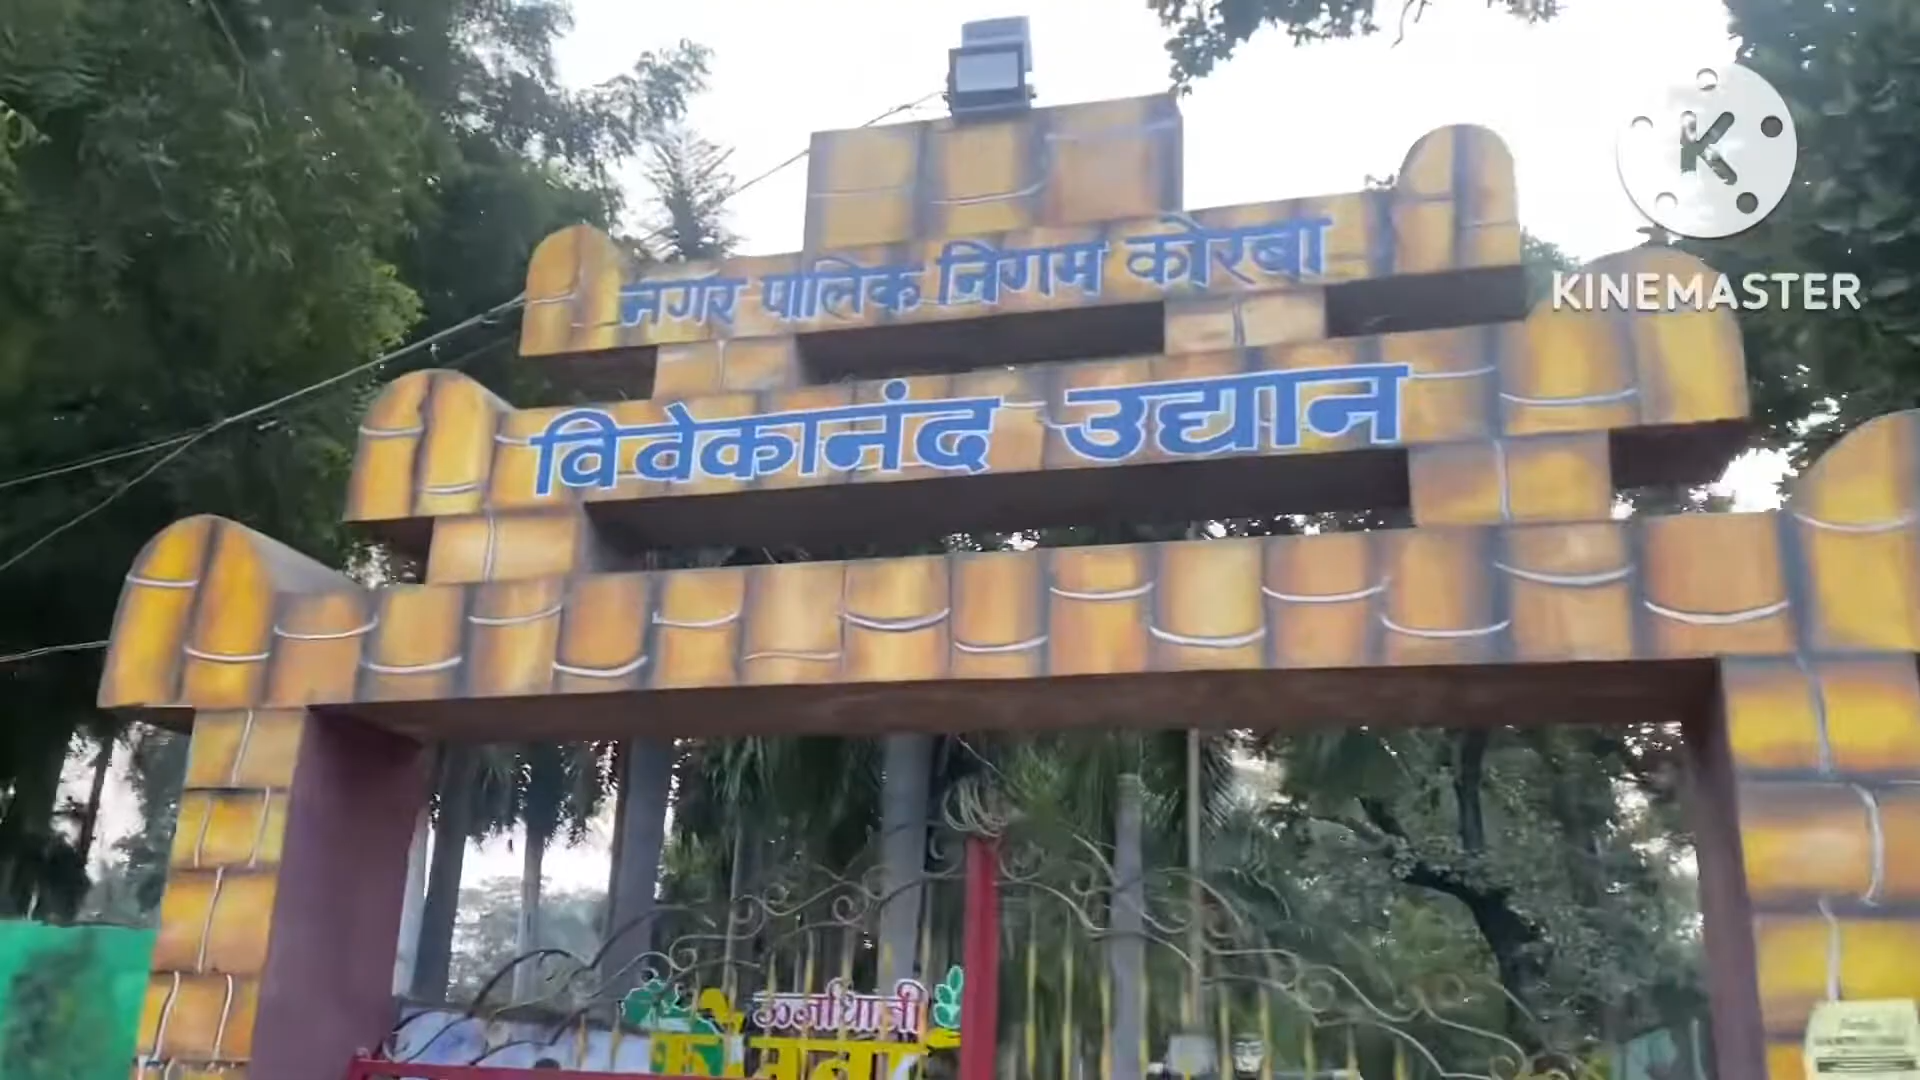 नगर पालिक निगम कोरबा
विवेकानंद उद्यान
KINEMASTER
ऊर्जाधानी